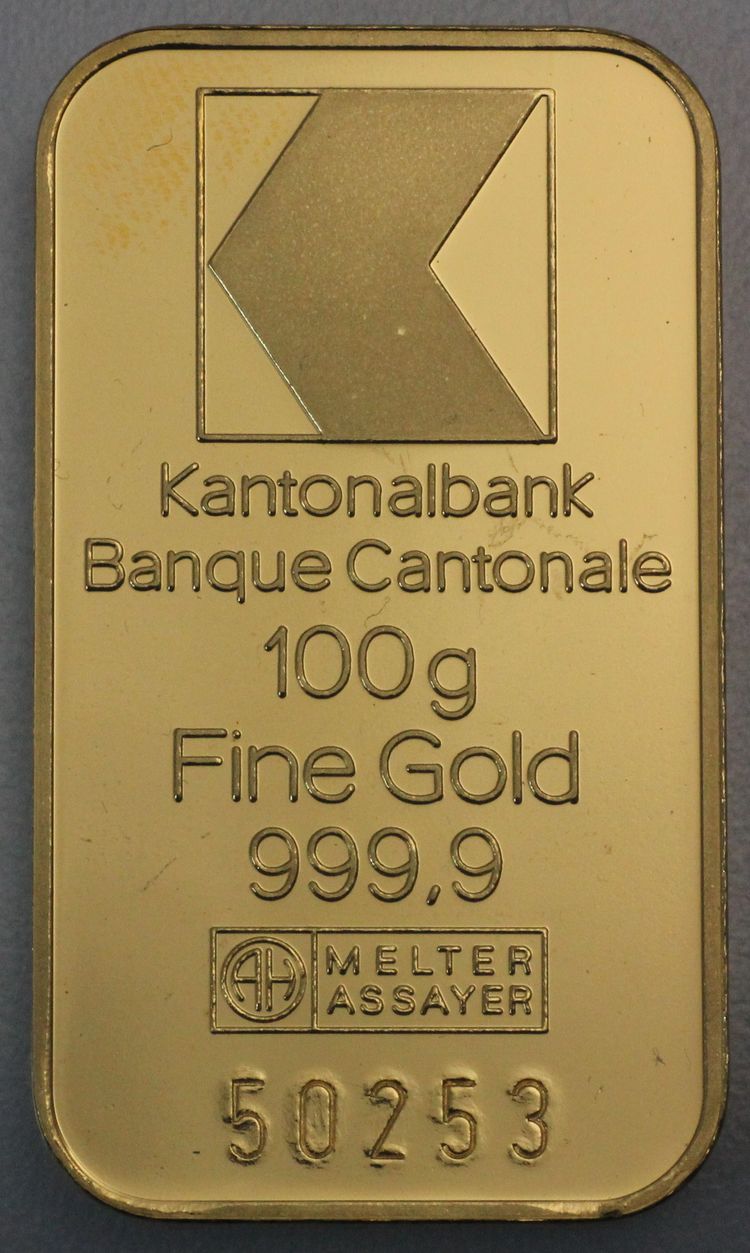 Kantonalbank
Banque Cantonale
100g
Fine Gold
999,9
AH MELTER
ASSAYER
50253